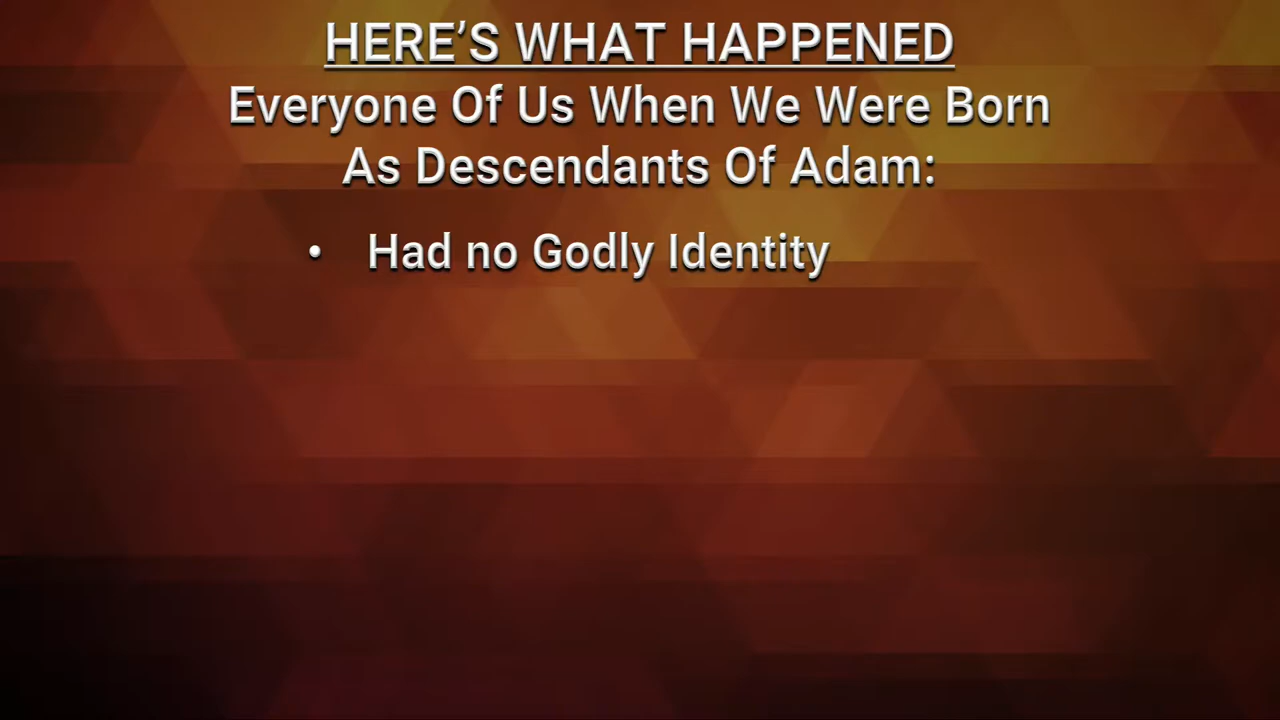 HERE’S WHAT HAPPENED
Everyone Of Us When We Were Born
As Descendants Of Adam:
• Had no Godly Identity